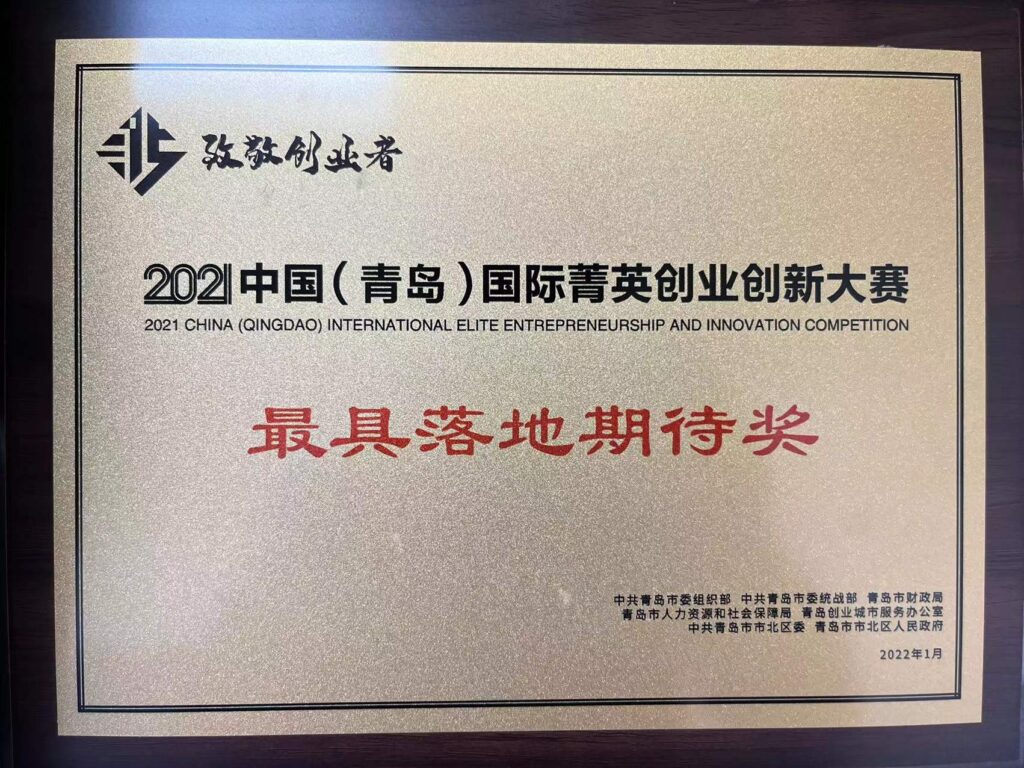 致敬创业者
2021中国（青岛）国际菁英创业创新大赛
2021 CHINA (QINGDAO) INTERNATIONAL ELITE ENTREPRENEURSHIP AND INNOVATION COMPETITION
最具落地期待奖
中共青岛市委组织部 中共青岛市委统战部 青岛市财政局
青岛市人力资源和社会保障局 青岛创业城市服务办公室
中共青岛市市北区委 青岛市市北区人民政府
2022年1月